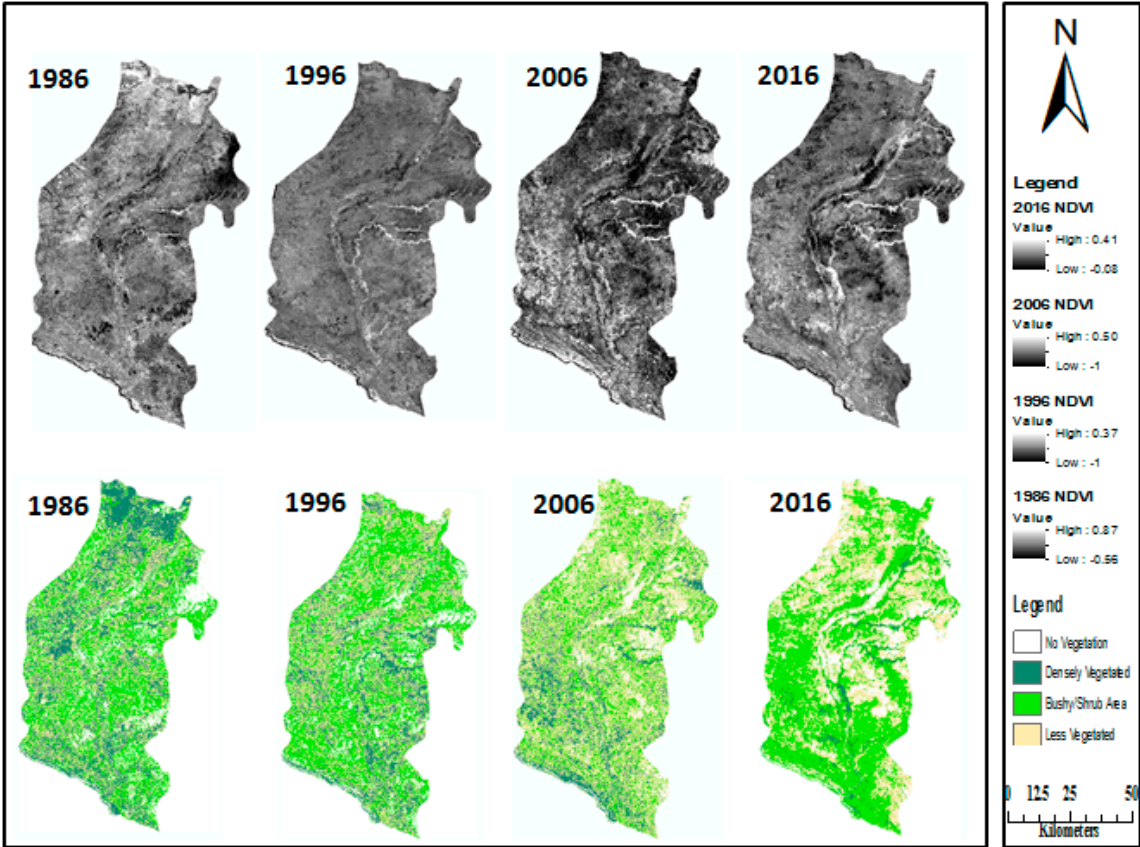 1986
1996
2006
2016
1986
1996
2006
2016
N
Legend
2016 NDVI
Value
High : 0.41
Low : -0.08
2006 NDVI
Value
High : 0.50
Low : -1
1996 NDVI
Value
High : 0.37
Low : -1
1986 NDVI
Value
High : 0.87
Low : -0.56
Legend
No Vegetation
Densely Vegetated
Bushy/Shrub Area
Less Vegetated
0 12.5 25 50
Kilometers